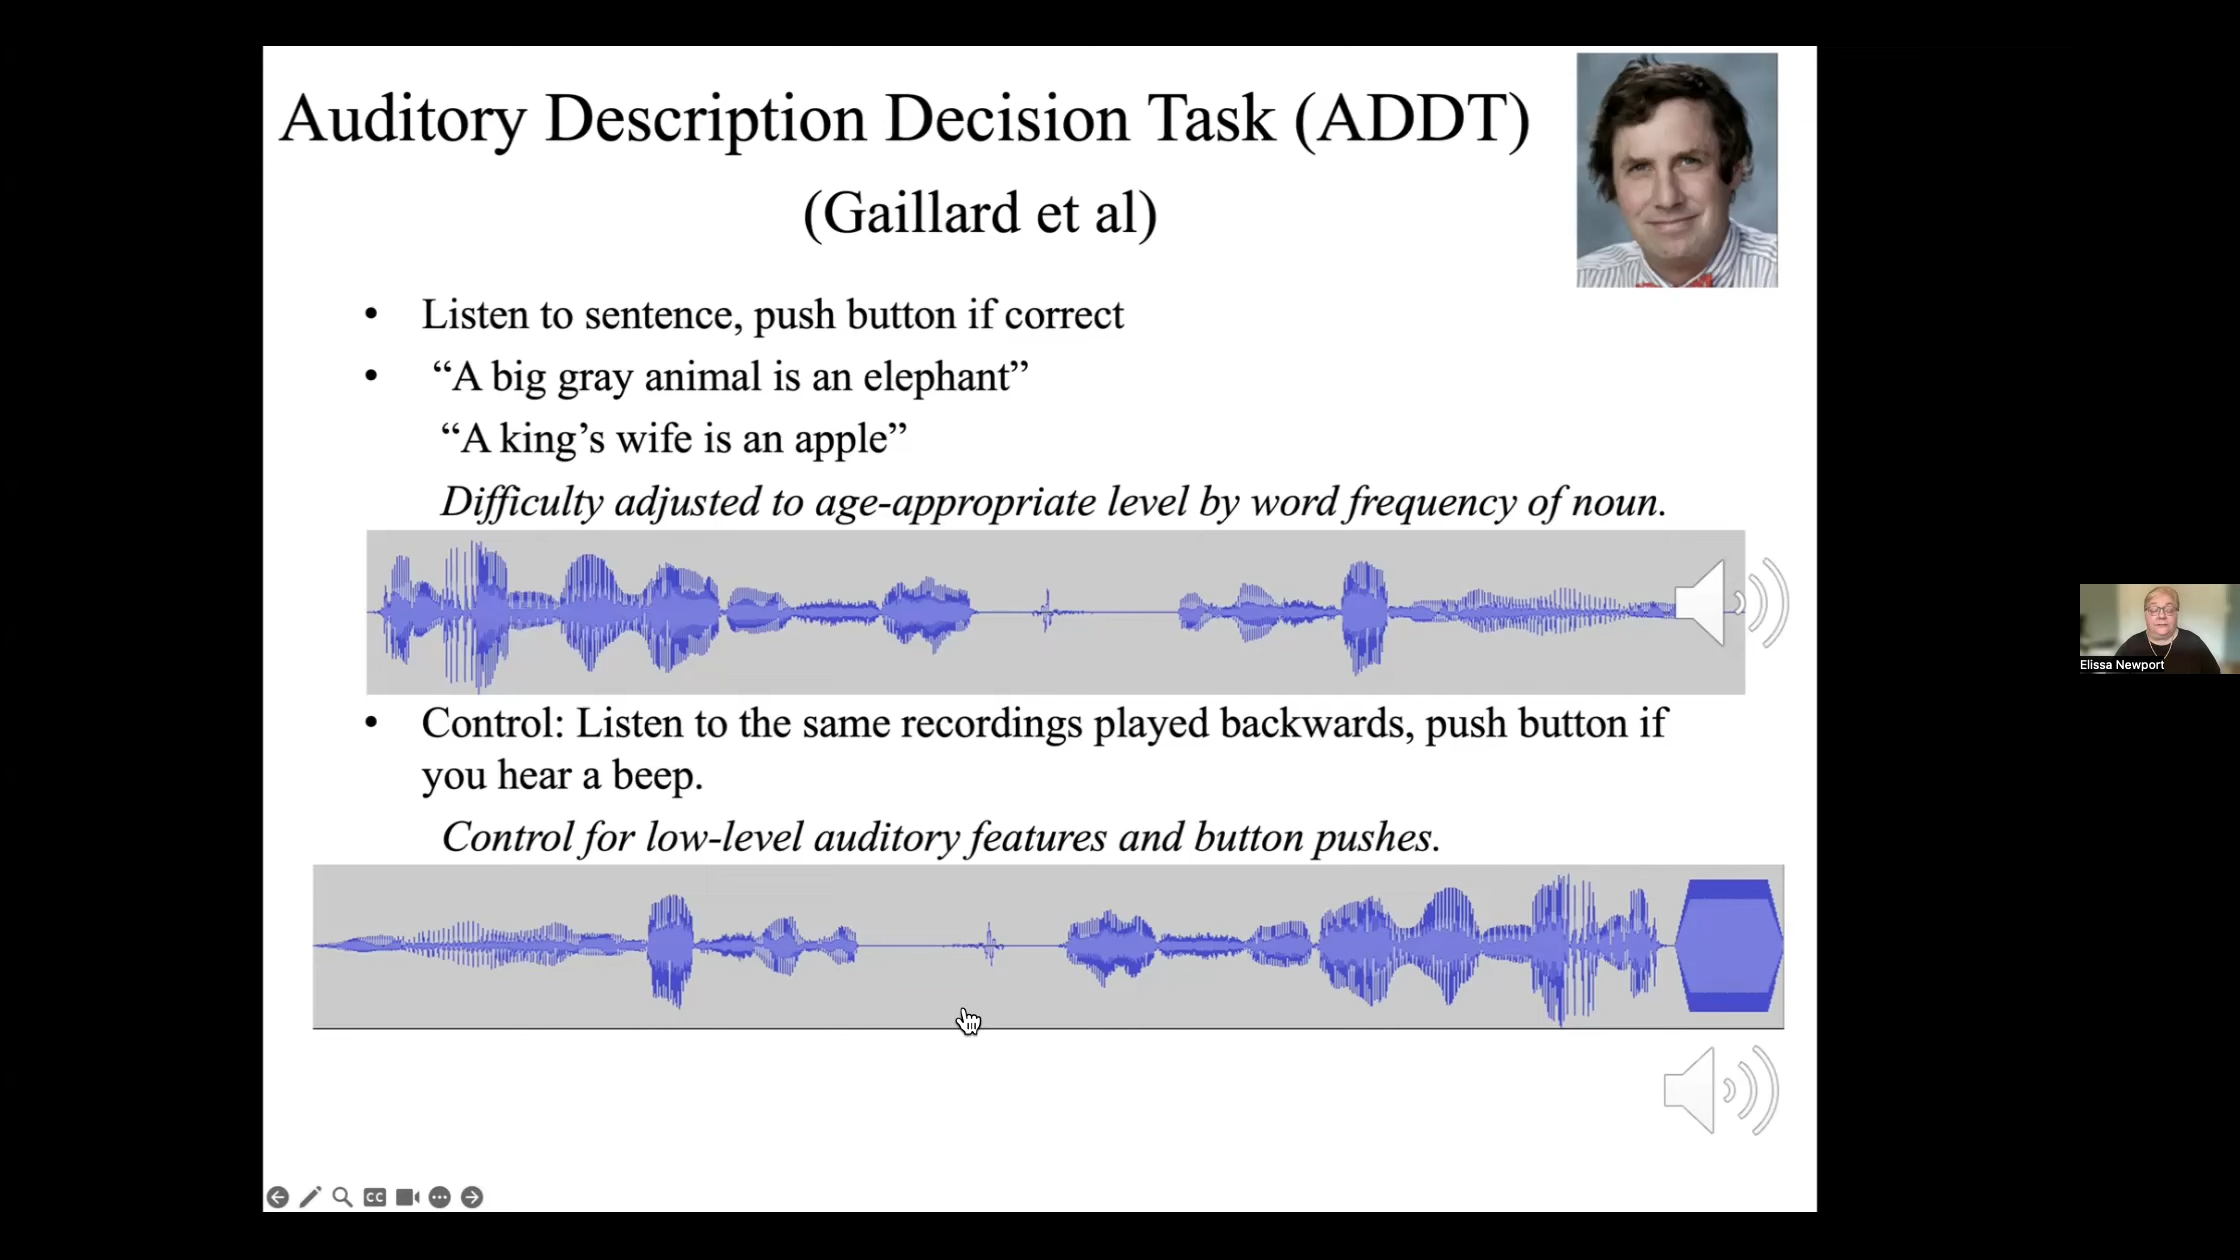 Auditory Description Decision Task (ADDT)
(Gaillard et al)
• Listen to sentence, push button if correct
• “A big gray animal is an elephant”
“A king’s wife is an apple”
Difficulty adjusted to age-appropriate level by word frequency of noun.
• Control: Listen to the same recordings played backwards, push button if
you hear a beep.
Control for low-level auditory features and button pushes.
Elissa Newport
CC